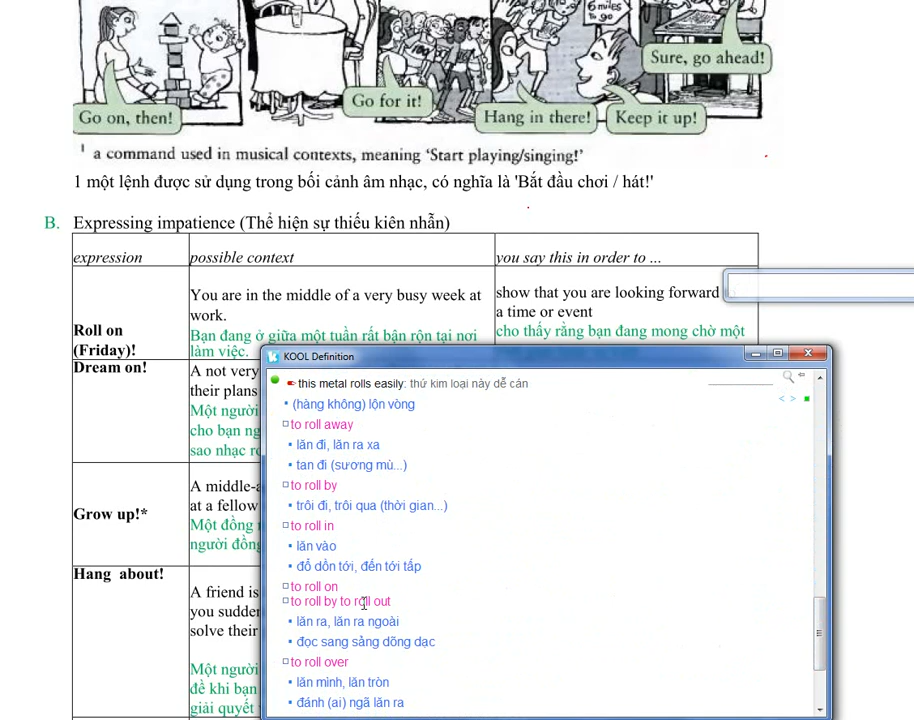 6 miles
to go
Sure, go ahead!
Go for it!
Go on, then!
Hang in there!
Keep it up!
1 a command used in musical contexts, meaning ‘Start playing/singing!’
1 một lệnh được sử dụng trong bối cảnh âm nhạc, có nghĩa là 'Bắt đầu chơi / hát!'
B. Expressing impatience (Thể hiện sự thiếu kiên nhẫn)
expression possible context you say this in order to ...
Roll on
(Friday)!
You are in the middle of a very busy week at
work.
Bạn đang ở giữa một tuần rất bận rộn tại nơi
làm việc.
show that you are looking forward
a time or event
cho thấy rằng bạn đang mong chờ một
Dream on!
A not very
their plans
Một người
cho bạn ng
sao nhạc ro
Grow up!*
A middle-a
at a fellow
Một đồng n
người đồng
Hang about!
A friend is
you sudden
solve their
Một người
đề khi bạn
giải quyết
KOOL Definition
this metal rolls easily: thứ kim loại này dễ cán
(hàng không) lộn vòng
to roll away
lăn đi, lăn ra xa
tan đi (sương mù...)
to roll by
trôi đi, trôi qua (thời gian...)
to roll in
lăn vào
đổ dồn tới, đến tới tấp
to roll on
to roll by to roll out
lăn ra, lăn ra ngoài
đọc sang sảng dõng dạc
to roll over
lăn mình, lăn tròn
đánh (ai) ngã lăn ra